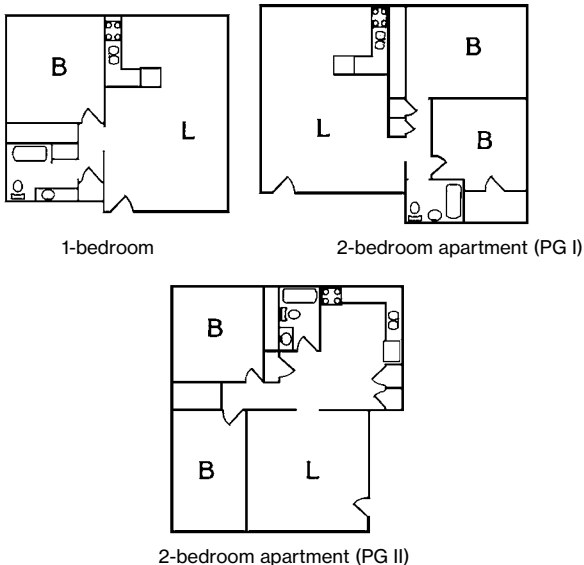 B
L
B
L
B
1-bedroom
2-bedroom apartment (PG I)
B
B
L
2-bedroom apartment (PG II)